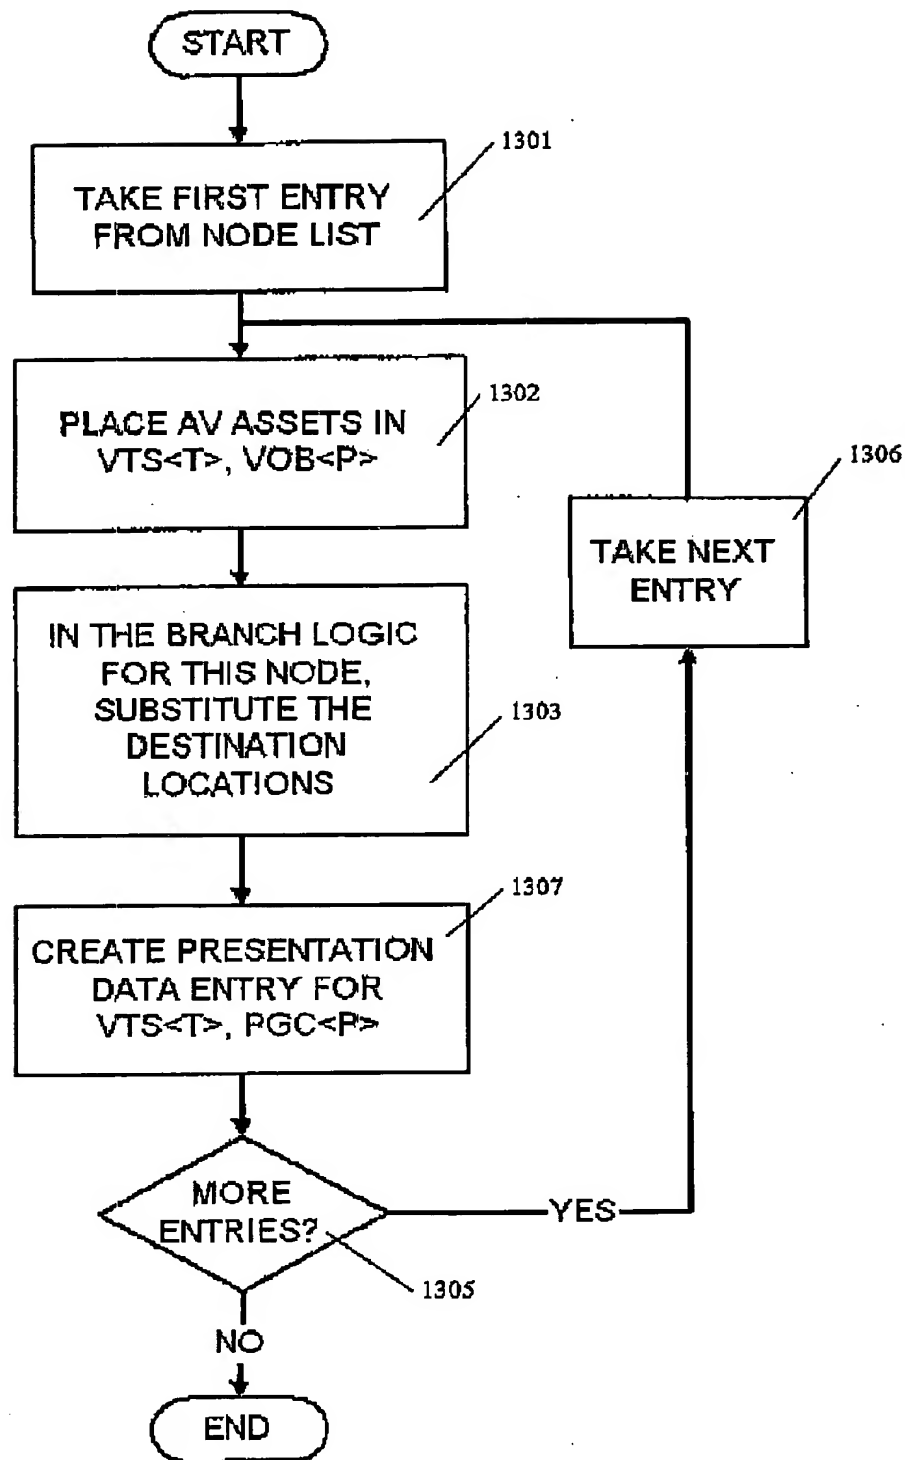 START
1301
TAKE FIRST ENTRY
FROM NODE LIST
1302
PLACE AV ASSETS IN
VTS<T>, VOB<P>
1306
TAKE NEXT
ENTRY
IN THE BRANCH LOGIC
FOR THIS NODE,
SUBSTITUTE THE
DESTINATION
LOCATIONS
1303
1307
CREATE PRESENTATION
DATA ENTRY FOR
VTS<T>, PGC<P>
MORE
ENTRIES?
YES
1305
NO
END